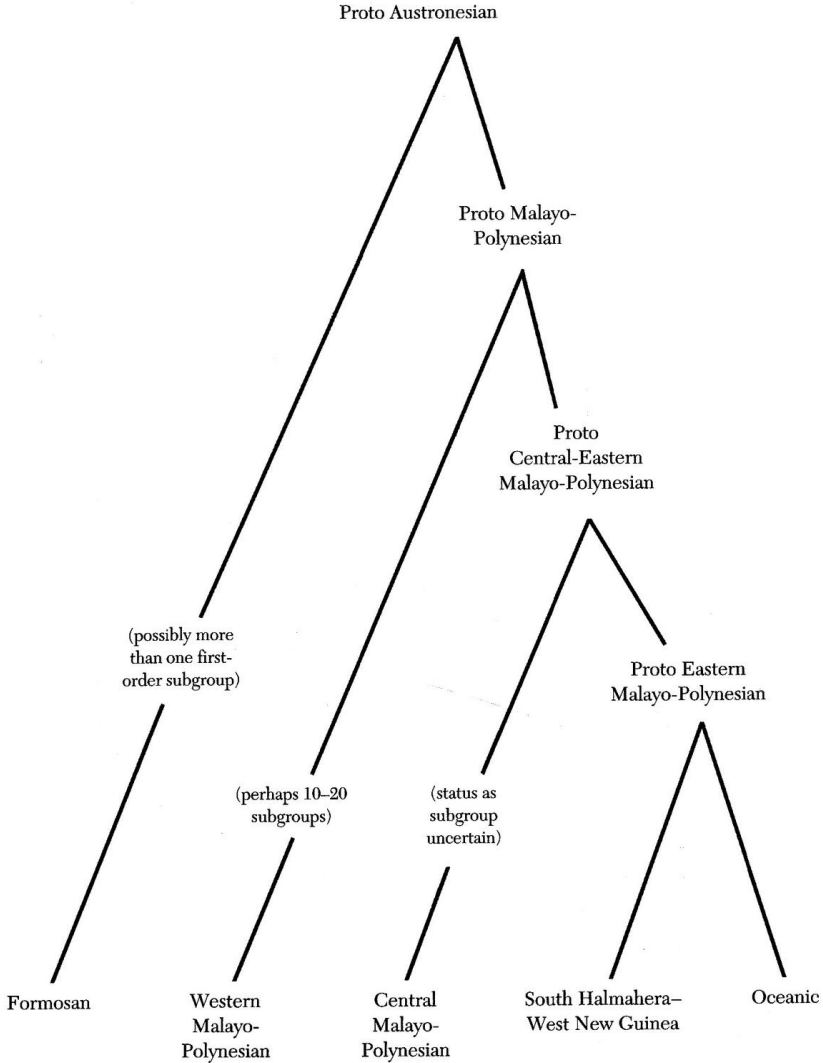 Proto Austronesian
Proto Malayo-
Polynesian
Proto
Central-Eastern
Malayo-Polynesian
(possibly more
than one first-
order subgroup)
Proto Eastern
Malayo-Polynesian
(perhaps 10–20
subgroups)
(status as
subgroup
uncertain)
Formosan
Western
Malayo-
Polynesian
Central
Malayo-
Polynesian
South Halmahera–
West New Guinea
Oceanic